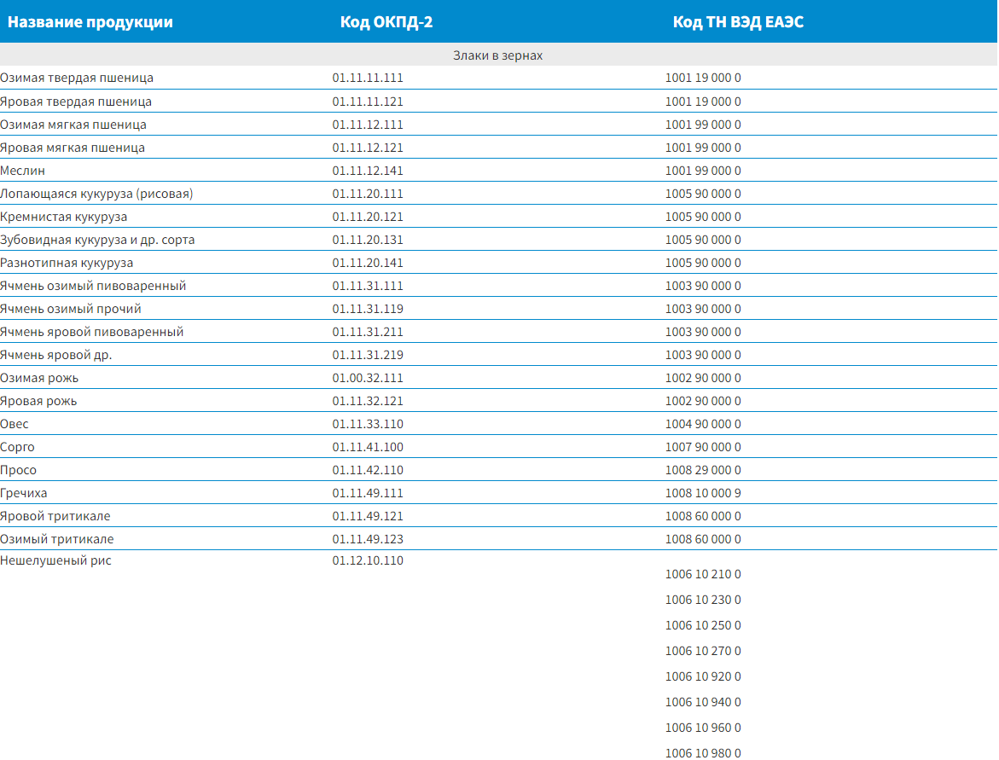 Название продукции Код ОКПД-2 Код ТН ВЭД ЕАЭС
Злаки в зернах
Озимая твердая пшеница 01.11.11.111 1001 19 000 0
Яровая твердая пшеница 01.11.11.121 1001 19 000 0
Озимая мягкая пшеница 01.11.12.111 1001 99 000 0
Яровая мягкая пшеница 01.11.12.121 1001 99 000 0
Меслин 01.11.12.141 1001 99 000 0
Лопающаяся кукуруза (рисовая) 01.11.20.111 1005 90 000 0
Кремнистая кукуруза 01.11.20.121 1005 90 000 0
Зубовидная кукуруза и др. сорта 01.11.20.131 1005 90 000 0
Разнотипная кукуруза 01.11.20.141 1005 90 000 0
Ячмень озимый пивоваренный 01.11.31.111 1003 90 000 0
Ячмень озимый прочий 01.11.31.119 1003 90 000 0
Ячмень яровой пивоваренный 01.11.31.211 1003 90 000 0
Ячмень яровой др. 01.11.31.219 1003 90 000 0
Озимая рожь 01.00.32.111 1002 90 000 0
Яровая рожь 01.11.32.121 1002 90 000 0
Овес 01.11.33.110 1004 90 000 0
Сорго 01.11.41.100 1007 90 000 0
Просо 01.11.42.110 1008 29 000 0
Гречиха 01.11.49.111 1008 10 000 9
Яровой тритикале 01.11.49.121 1008 60 000 0
Озимый тритикале 01.11.49.123 1008 60 000 0
Нешелушеный рис 01.12.10.110
1006 10 210 0
1006 10 230 0
1006 10 250 0
1006 10 270 0
1006 10 920 0
1006 10 940 0
1006 10 960 0
1006 10 980 0